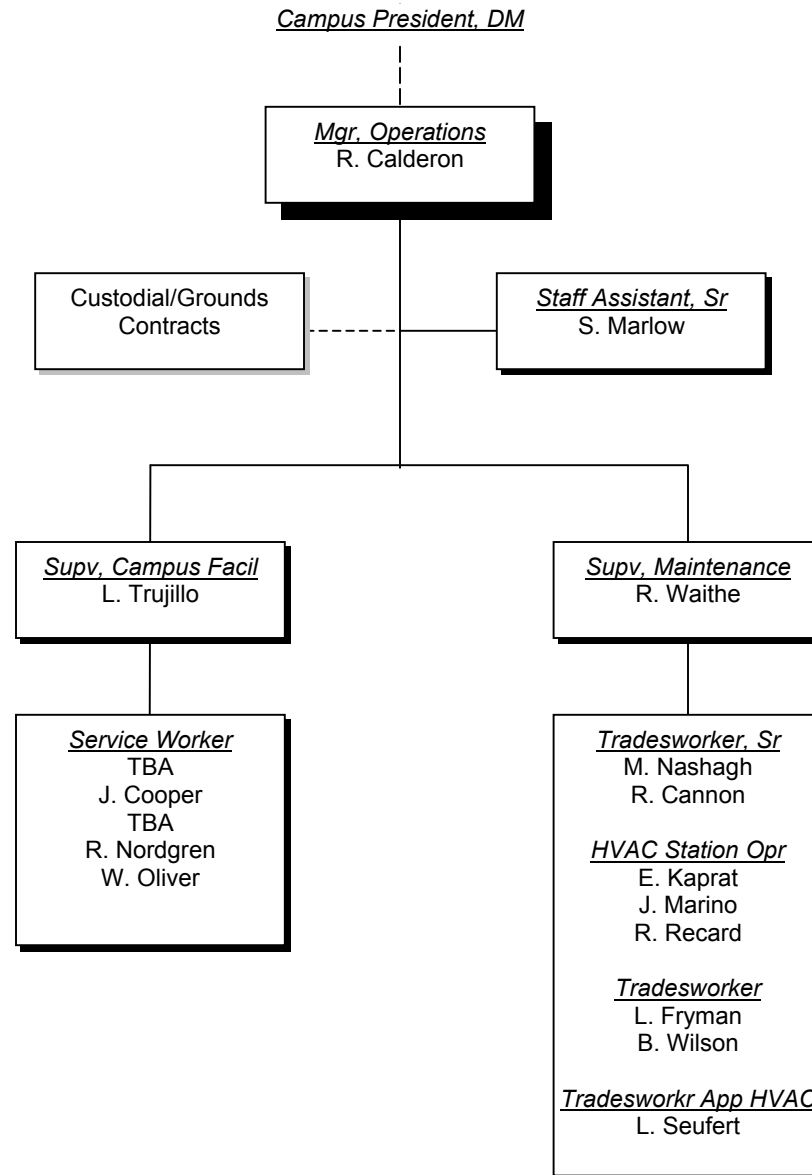 Campus President, DM
Mgr, Operations
R. Calderon
Custodial/Grounds
Contracts
Staff Assistant, Sr
S. Marlow
Supv, Campus Facil
L. Trujillo
Supv, Maintenance
R. Waithe
Service Worker
TBA
J. Cooper
TBA
R. Nordgren
W. Oliver
Tradesworker, Sr
M. Nashagh
R. Cannon
HVAC Station Opr
E. Kaprat
J. Marino
R. Recard
Tradesworker
L. Fryman
B. Wilson
Tradesworkr App HVAC
L. Seufert